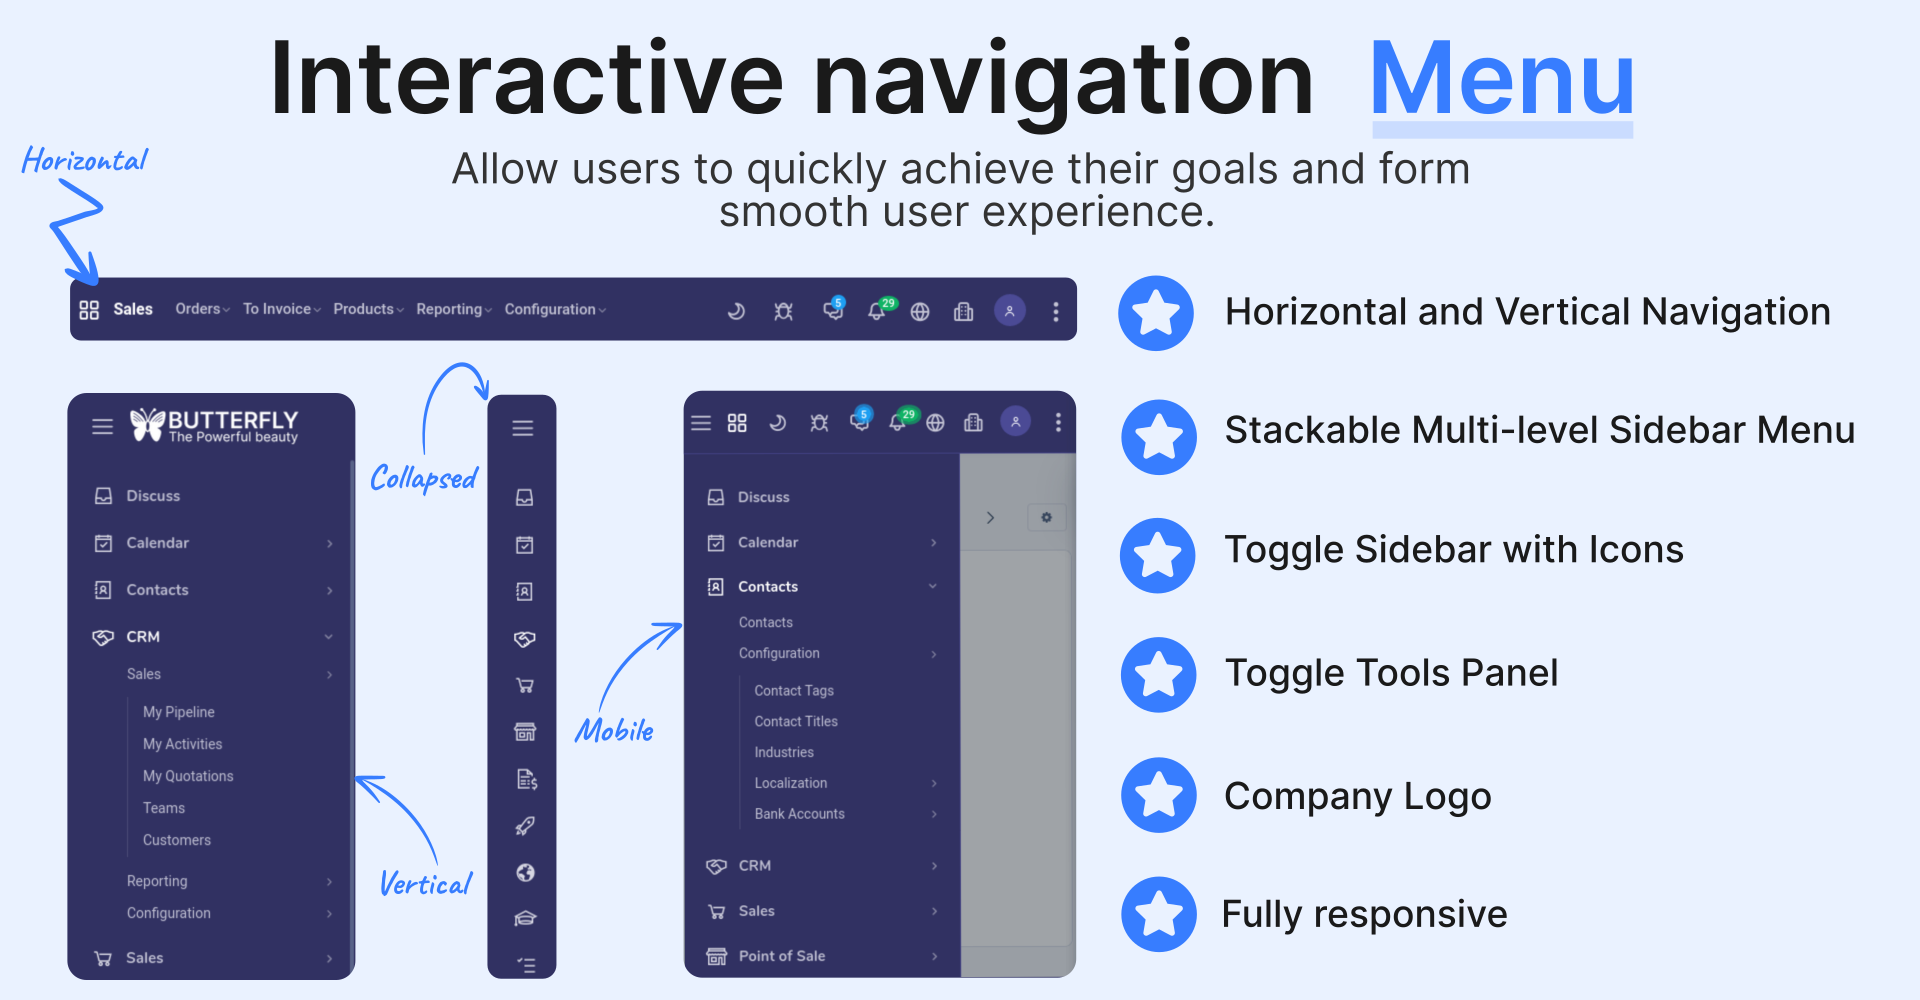 Interactive navigation Menu
Allow users to quickly achieve their goals and form
smooth user experience.
Horizontal
Sales Orders To Invoice Products Reporting Configuration 5 29
Collapsed
BUTTERFLY
The Powerful beauty
Discuss
Calendar
Contacts
CRM
Sales
My Pipeline
My Activities
My Quotations
Teams
Customers
Reporting
Configuration
Sales
Vertical
Mobile
5 29
Discuss
Calendar
Contacts
Contacts
Configuration
Contact Tags
Contact Titles
Industries
Localization
Bank Accounts
CRM
Sales
Point of Sale
Horizontal and Vertical Navigation
Stackable Multi-level Sidebar Menu
Toggle Sidebar with Icons
Toggle Tools Panel
Company Logo
Fully responsive